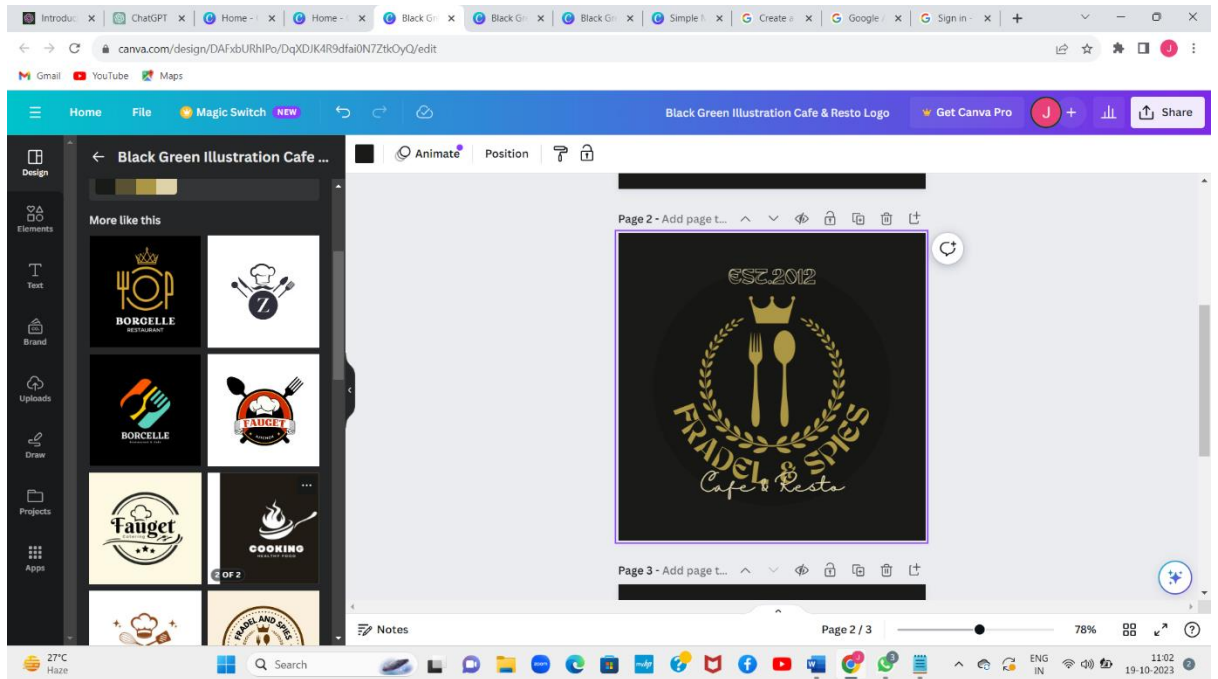 Introduc
ChatGPT
Home -
Home -
Black Gr
Black Gr
Black Gr
Simple
Create a
Google
Sign in -
canva.com/design/DAFxbURhIPo/DqXDJK4R9dfai0N7ZtkOyQ/edit
J
Gmail YouTube Maps
Home File Magic Switch NEW Black Green Illustration Cafe & Resto Logo Get Canva Pro J + Share
Design
Elements
Text
Brand
Uploads
Draw
Projects
Apps
Black Green Illustration Cafe ...
More like this
BORCELLE
RESTAURANT
Z
BORCELLE
FAUGET
Fauget
Catering
COOKING
HEALTHY FOOD
2 OF 2
FRADEL AND SPIES
Animate Position
Page 2 - Add page t...
EST.2012
FRADEL & SPIES
Cafe & Resto
Page 3 - Add page t...
Notes Page 2 / 3 78%
27°C
Haze
Search
ENG
IN
11:02
19-10-2023